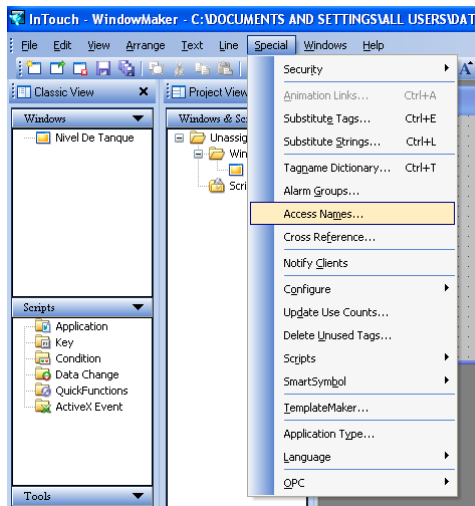 InTouch - WindowMaker - C:\DOCUMENTS AND SETTINGS\ALL USERS\DAT
File Edit View Arrange Text Line Special Windows Help
Classic View
Project View
Windows
Nivel De Tanque
Windows & Sc
Unassig
Win
Scri
Security
Animation Links... Ctrl+A
Substitute Tags... Ctrl+E
Substitute Strings... Ctrl+L
Tagname Dictionary... Ctrl+T
Alarm Groups...
Access Names...
Cross Reference...
Notify Clients
Configure
Update Use Counts...
Delete Unused Tags...
Scripts
SmartSymbol
TemplateMaker...
Application Type...
Language
OPC
Scripts
Application
Key
Condition
Data Change
QuickFunctions
ActiveX Event
Tools
A